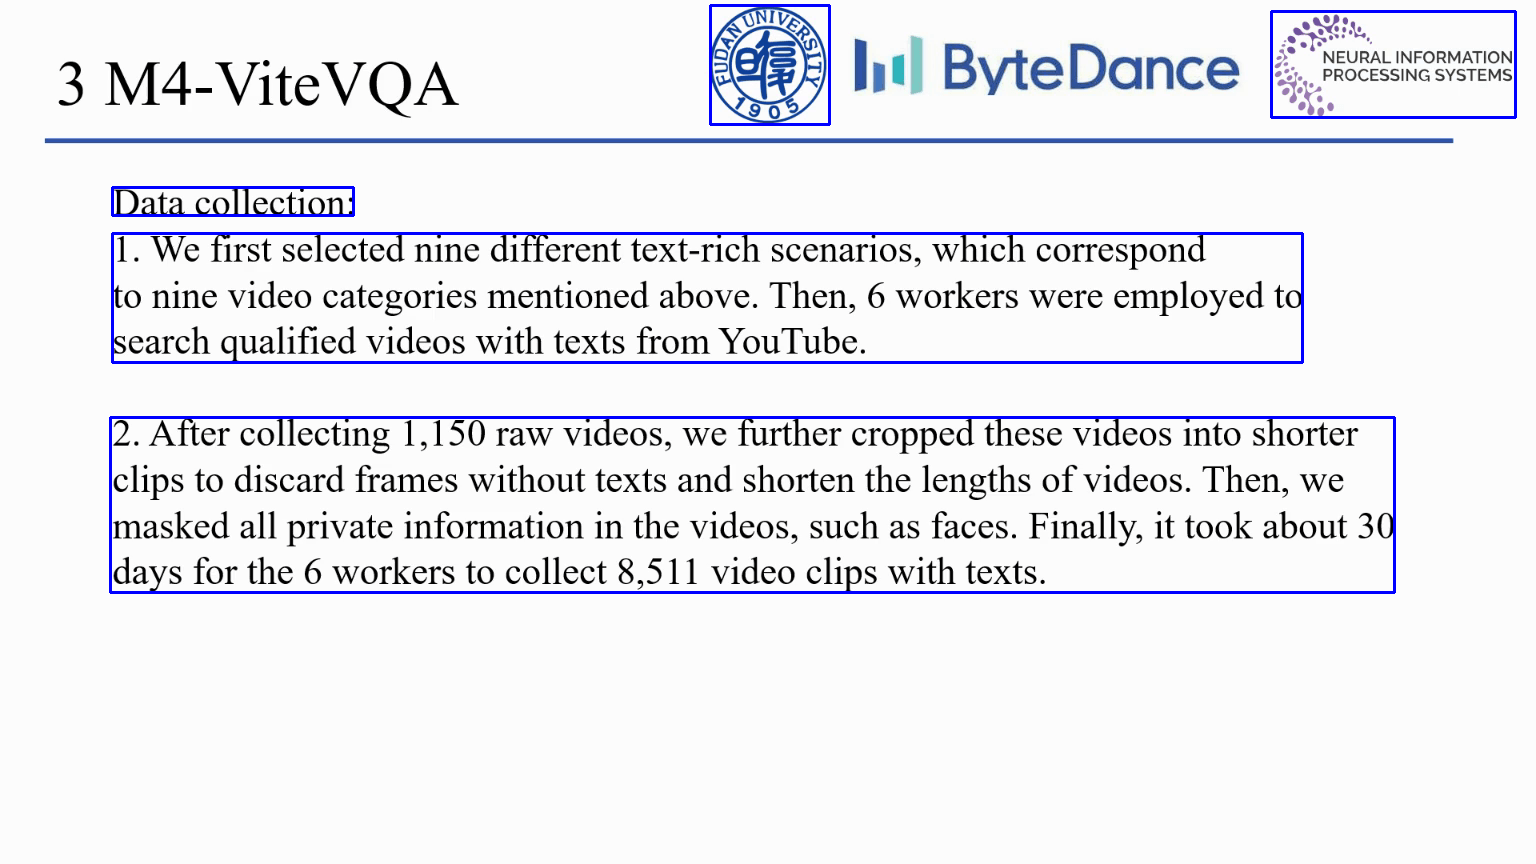 3 M4-ViteVQA
FUDAN UNIVERSITY
1905
ByteDance
NEURAL INFORMATION
PROCESSING SYSTEMS
Data collection:
1. We first selected nine different text-rich scenarios, which correspond
to nine video categories mentioned above. Then, 6 workers were employed to
search qualified videos with texts from YouTube.
2. After collecting 1,150 raw videos, we further cropped these videos into shorter
clips to discard frames without texts and shorten the lengths of videos. Then, we
masked all private information in the videos, such as faces. Finally, it took about 30
days for the 6 workers to collect 8,511 video clips with texts.